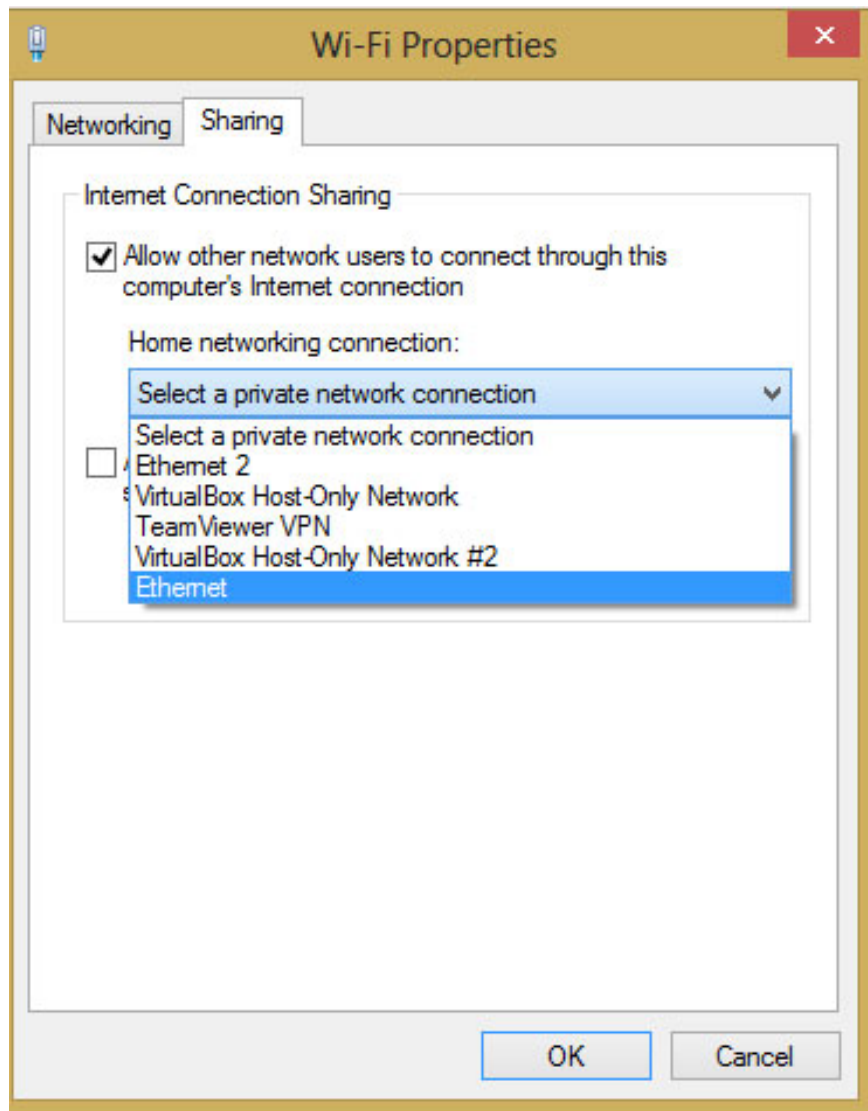 Wi-Fi Properties
Networking
Sharing
Internet Connection Sharing
Allow other network users to connect through this
computer's Internet connection
Home networking connection:
Select a private network connection
Select a private network connection
Ethernet 2
VirtualBox Host-Only Network
TeamViewer VPN
VirtualBox Host-Only Network #2
Ethernet
OK
Cancel